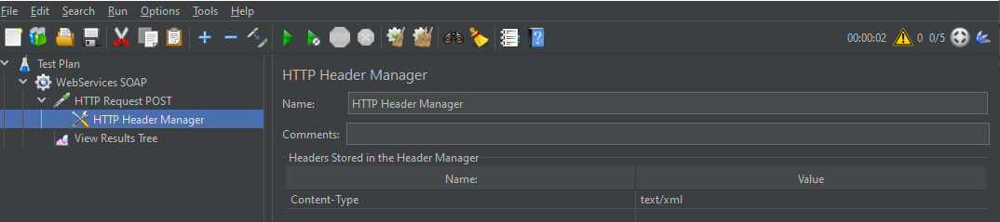 File Edit Search Run Options Tools Help
00:00:02 0 0/5
Test Plan
WebServices SOAP
HTTP Request POST
HTTP Header Manager
View Results Tree
HTTP Header Manager
Name: HTTP Header Manager
Comments:
Headers Stored in the Header Manager
Name: Value
Content-Type text/xml